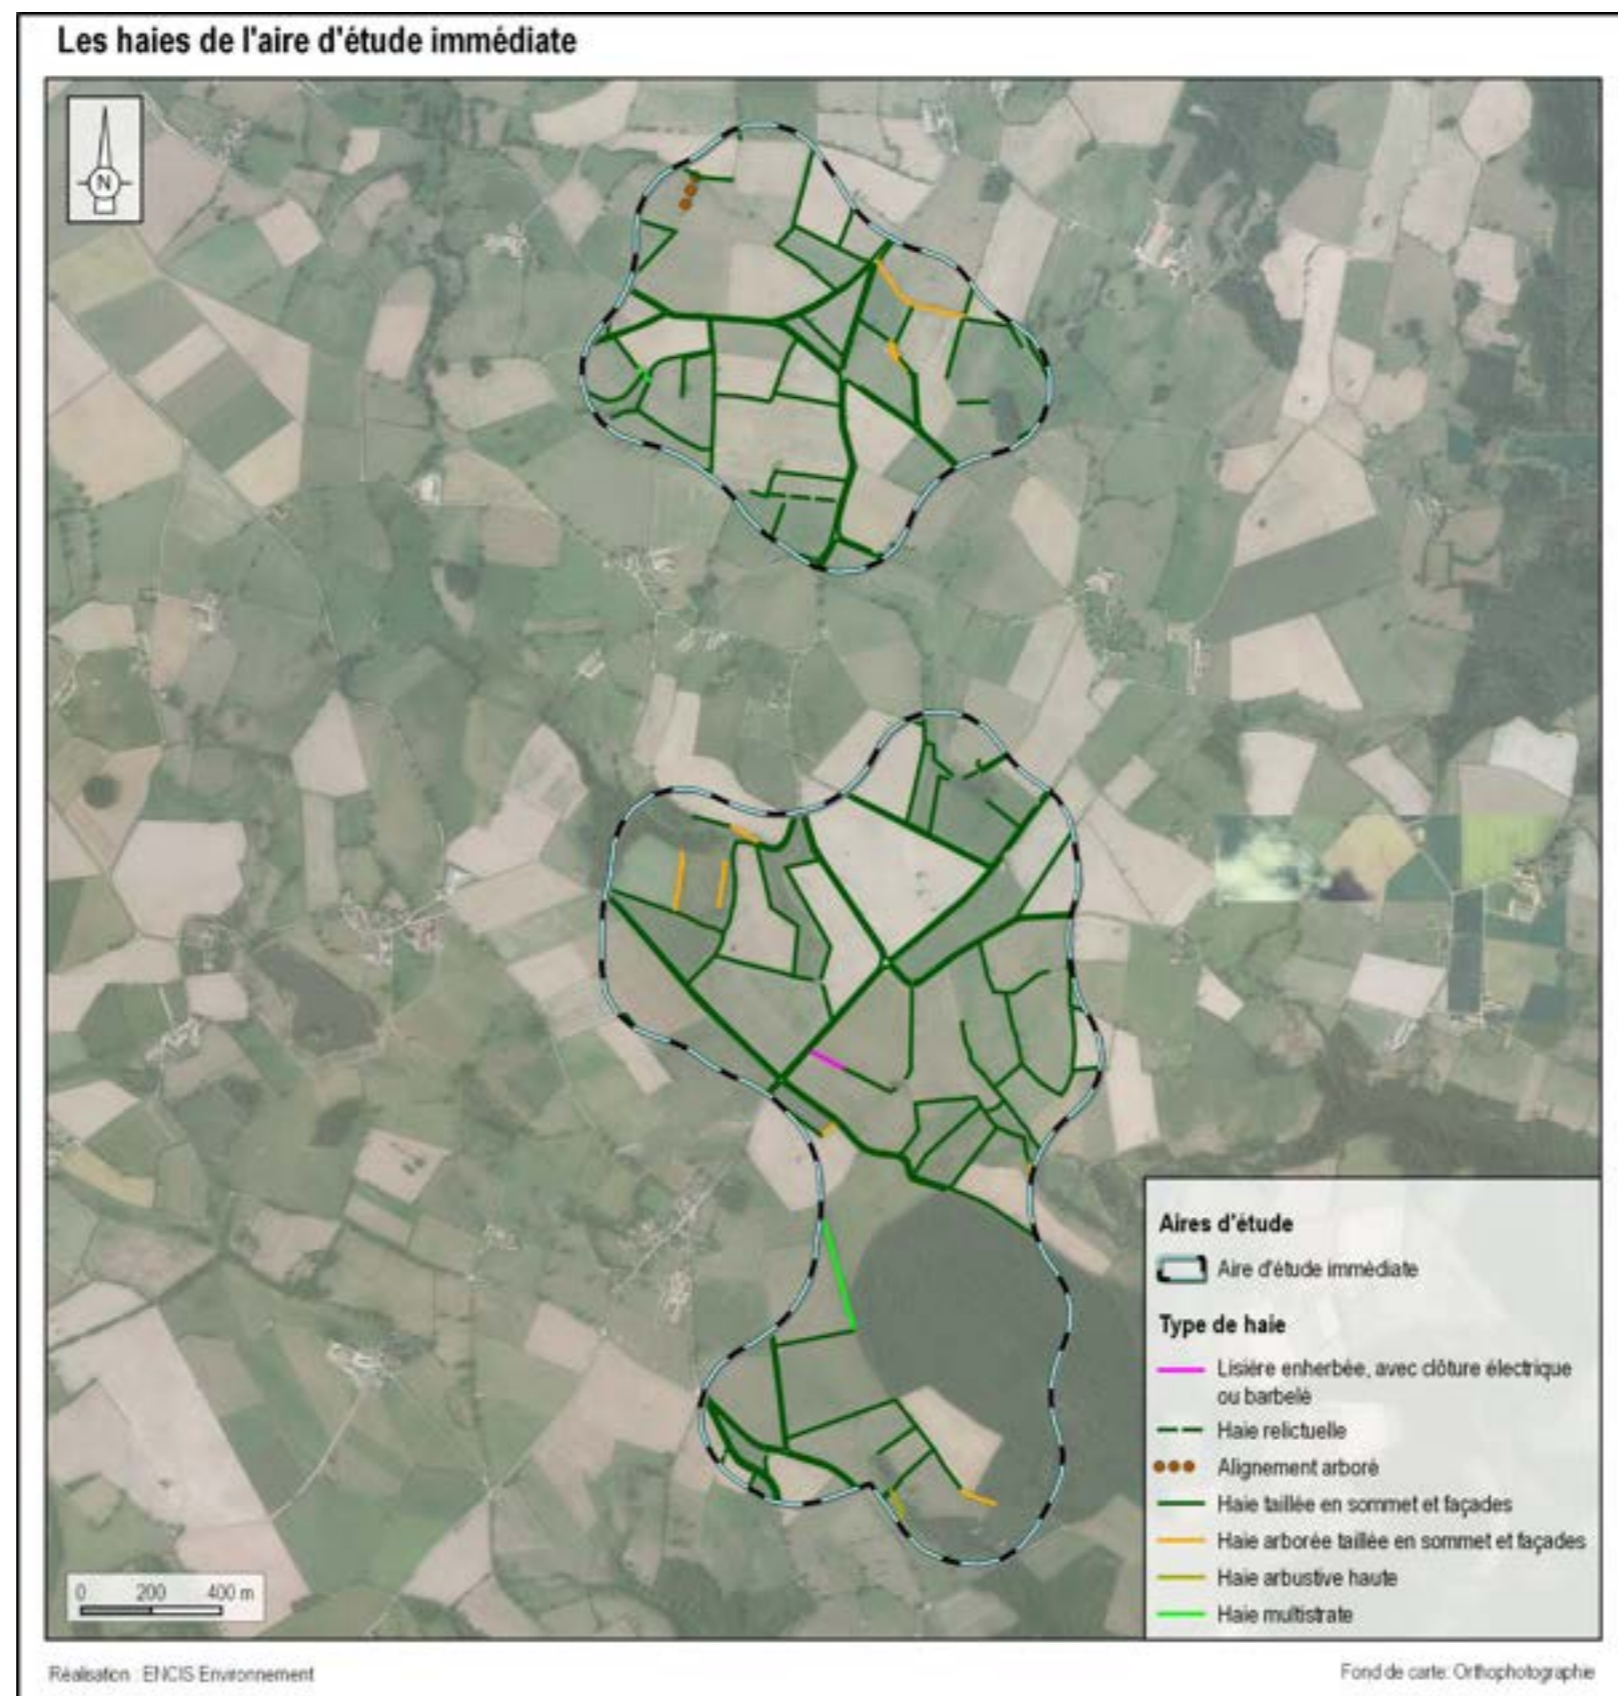 Les haies de l'aire d'étude immédiate
N
Aires d'étude
Aire d'étude immédiate
Type de haie
Lisière enherbée, avec clôture électrique
ou barbelé
Haie relictuelle
Alignement arboré
Haie taillée en sommet et façades
Haie arborée taillée en sommet et façades
Haie arbustive haute
Haie multistrate
0 200 400 m
Réalisation : ENCIS Environnement
Fond de carte: Orthophotographie